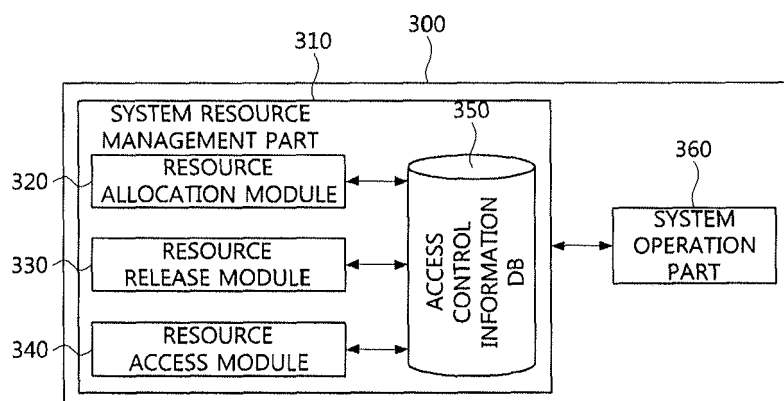 300
310
SYSTEM RESOURCE
MANAGEMENT PART
350
320
RESOURCE
ALLOCATION MODULE
360
SYSTEM
OPERATION
PART
330
RESOURCE
RELEASE MODULE
ACCESS
CONTROL
INFORMATION
DB
340
RESOURCE
ACCESS MODULE